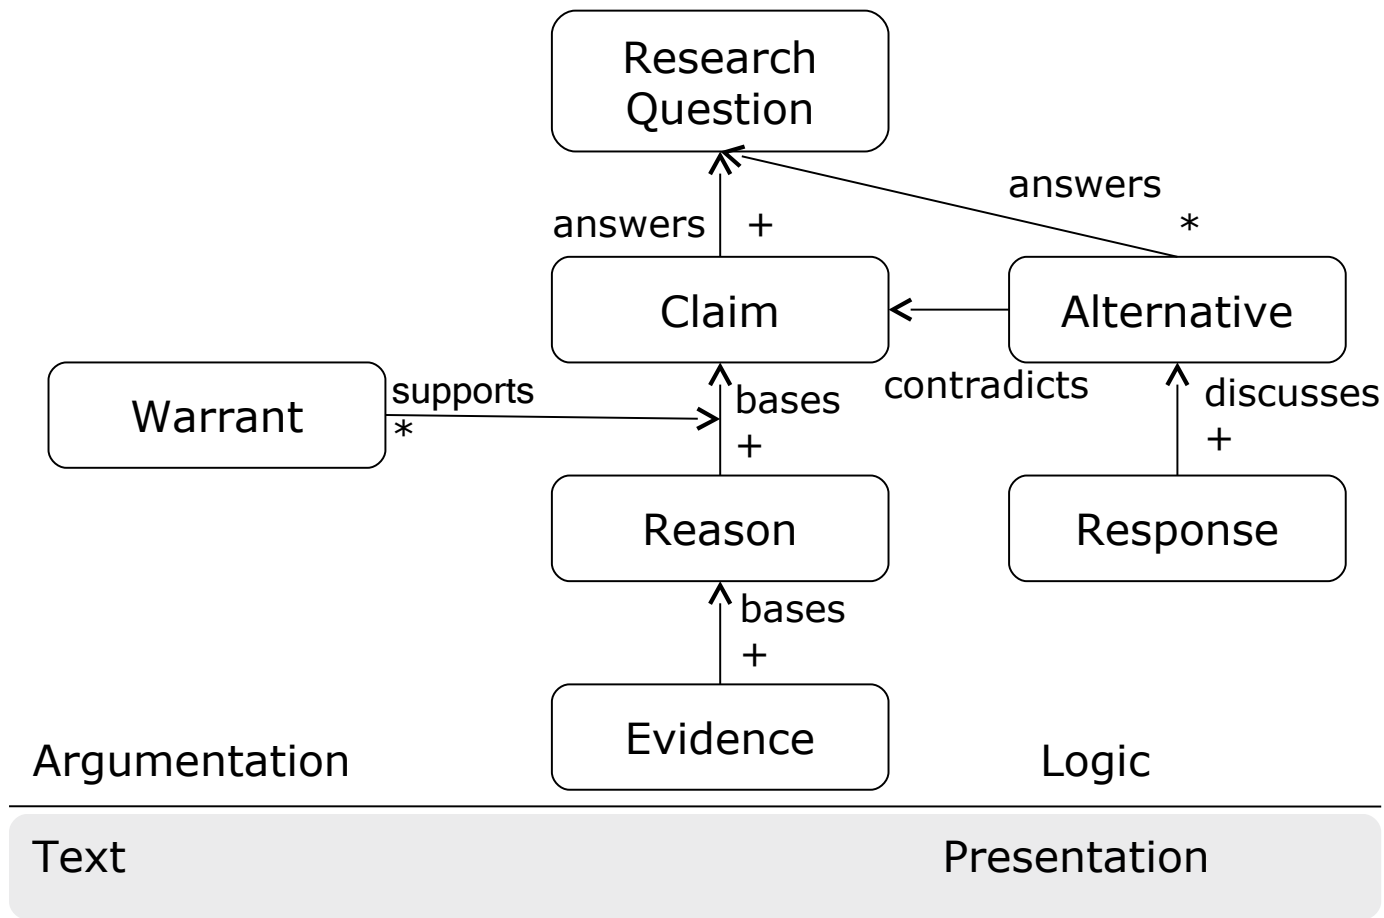 Research
Question
answers
*
answers +
Claim
Alternative
supports
*
Warrant
bases
+
contradicts
discusses
+
Reason
Response
bases
+
Evidence
Argumentation
Logic
Text
Presentation